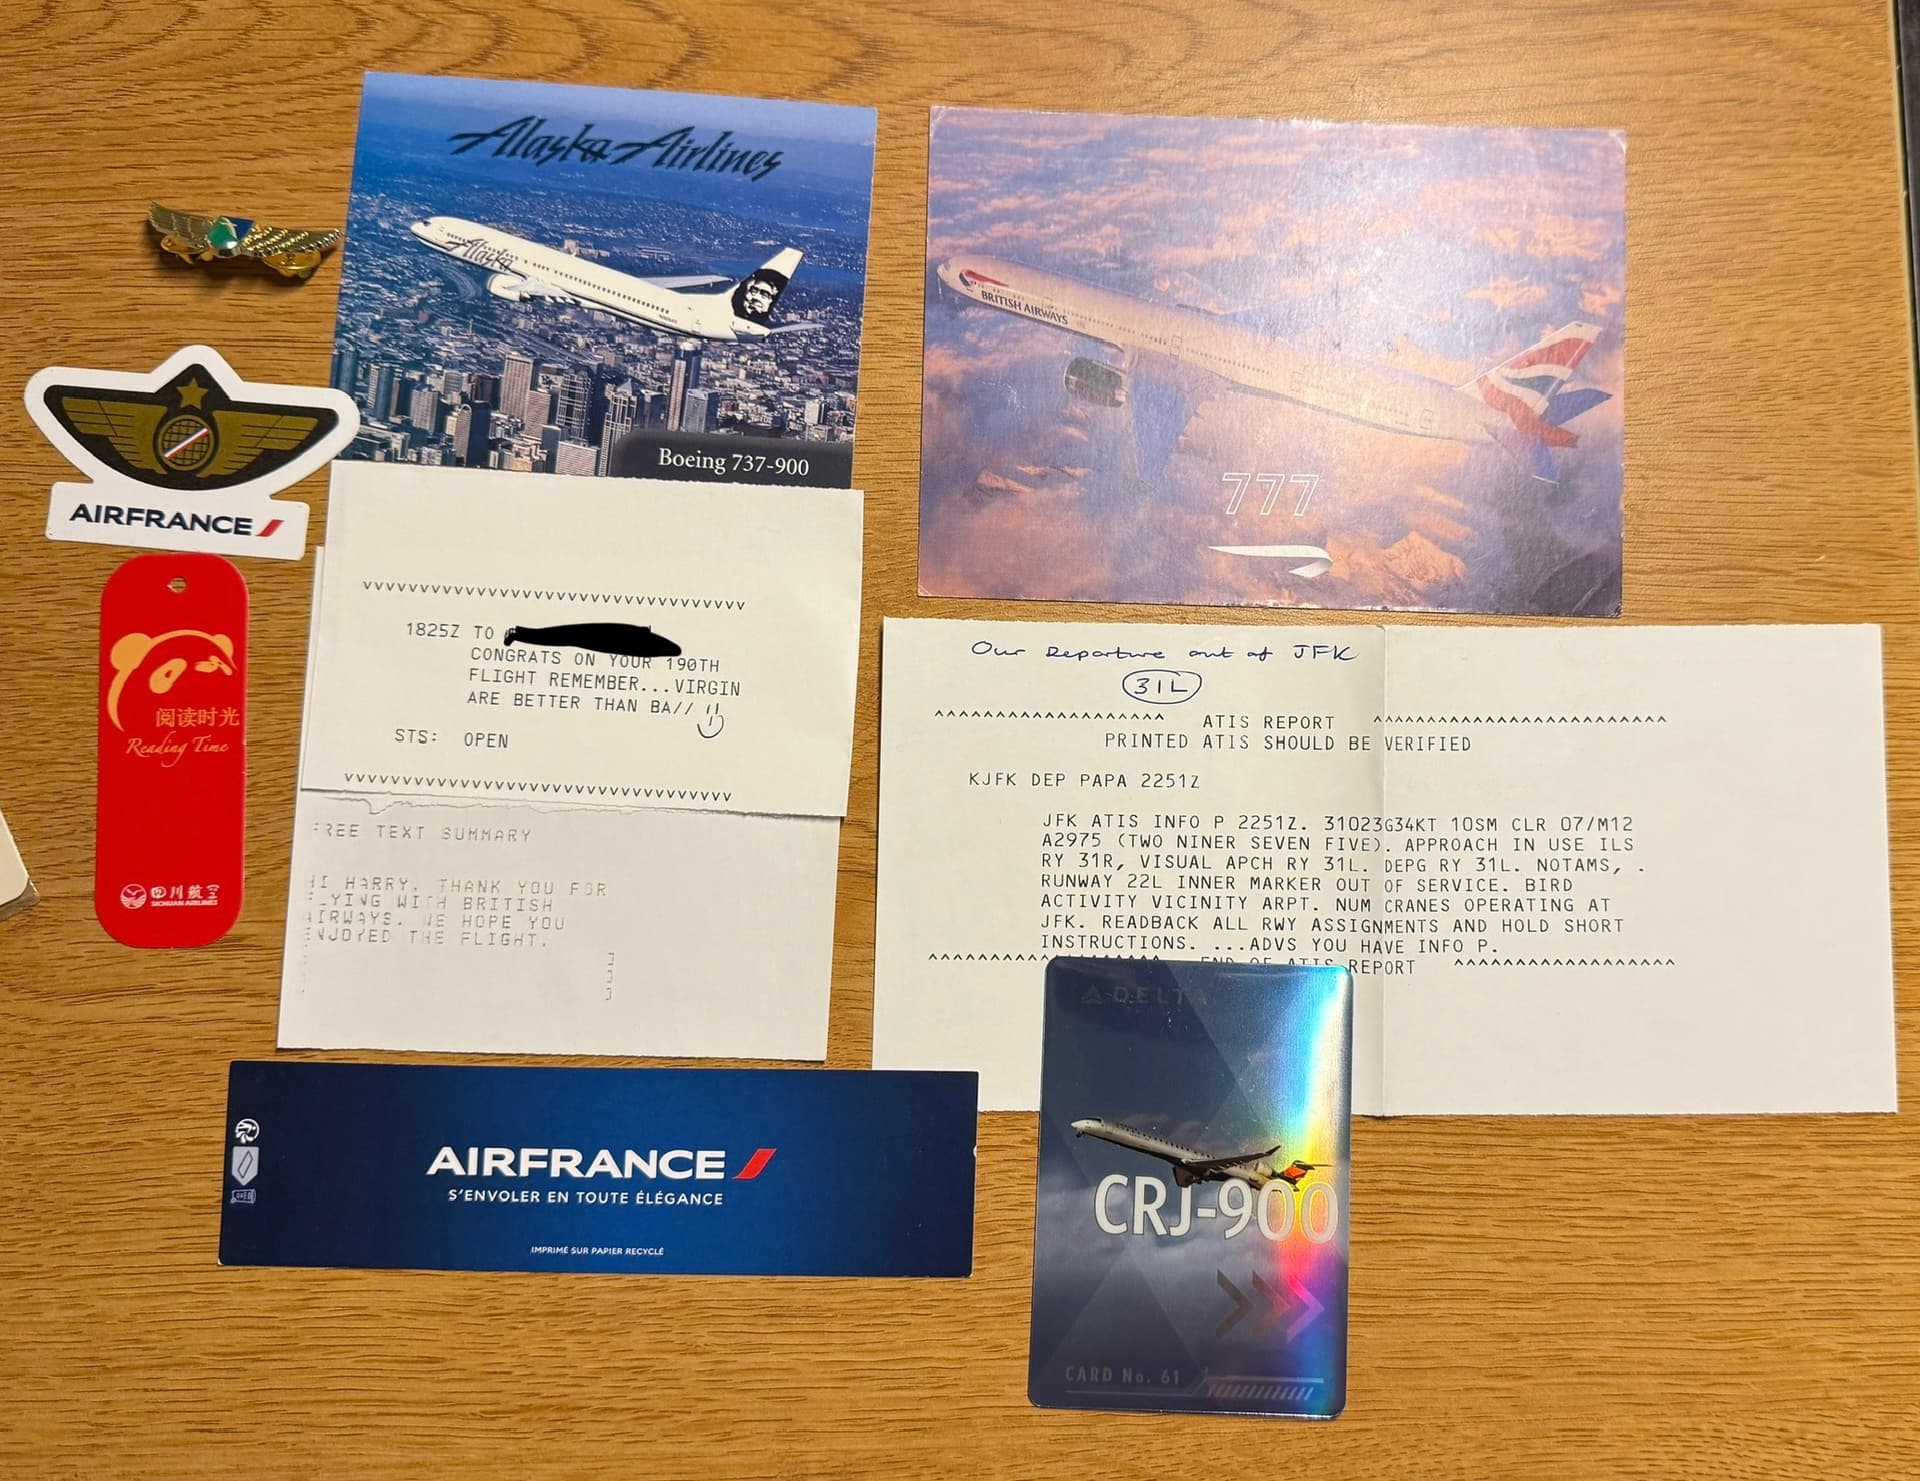 Alaska Airlines
Alaska
Boeing 737-900
BRITISH AIRWAYS
777
AIRFRANCE
阅读时光
Reading Time
四川航空
SICHUAN AIRLINES
vvvvvvvvvvvvvvvvvvvvvvvvvvvvvvvvvv
1825Z TO
CONGRATS ON YOUR 190TH
FLIGHT REMEMBER...VIRGIN
ARE BETTER THAN BA//
STS: OPEN
vvvvvvvvvvvvvvvvvvvvvvvvvvvvvvvvvv
FREE TEXT SUMMARY
HI HARRY. THANK YOU FOR
FLYING WITH BRITISH
AIRWAYS. WE HOPE YOU
ENJOYED THE FLIGHT.
]
]
]
Our Departure out of JFK
31L
^^^^^^^^^^^^^^^^^^^^ ATIS REPORT ^^^^^^^^^^^^^^^^^^^^^^^^^
PRINTED ATIS SHOULD BE VERIFIED
KJFK DEP PAPA 2251Z
JFK ATIS INFO P 2251Z. 31023G34KT 10SM CLR 07/M12
A2975 (TWO NINER SEVEN FIVE). APPROACH IN USE ILS
RY 31R, VISUAL APCH RY 31L. DEPG RY 31L. NOTAMS, .
RUNWAY 22L INNER MARKER OUT OF SERVICE. BIRD
ACTIVITY VICINITY ARPT. NUM CRANES OPERATING AT
JFK. READBACK ALL RWY ASSIGNMENTS AND HOLD SHORT
INSTRUCTIONS. ...ADVS YOU HAVE INFO P.
^^^^^^^^^^^^^^^^^^^^ END OF ATIS REPORT ^^^^^^^^^^^^^^^^^^^
AIRFRANCE
S'ENVOLER EN TOUTE ÉLÉGANCE
IMPRIMÉ SUR PAPIER RECYCLÉ
DELTA
CRJ-900
CARD No. 61